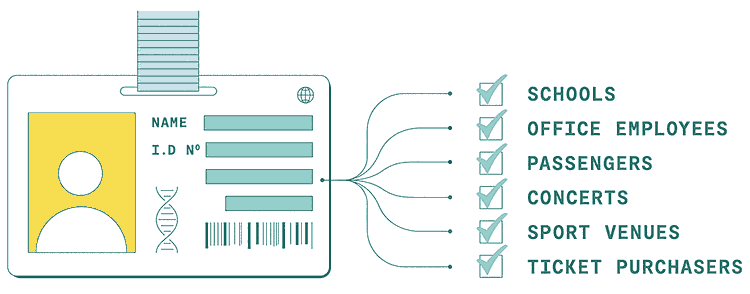 NAME
I.D Nº
SCHOOLS
OFFICE EMPLOYEES
PASSENGERS
CONCERTS
SPORT VENUES
TICKET PURCHASERS